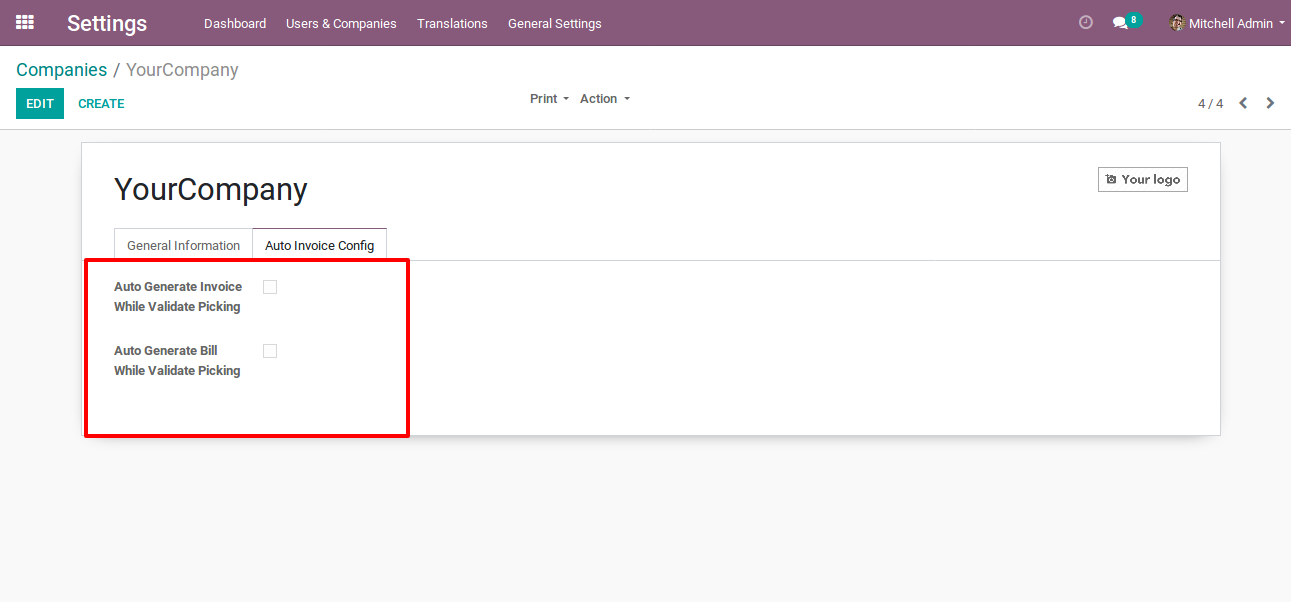 Settings Dashboard Users & Companies Translations General Settings 8 Mitchell Admin
Companies / YourCompany
EDIT CREATE Print Action 4 / 4
YourCompany Your logo
General Information Auto Invoice Config
Auto Generate Invoice
While Validate Picking
Auto Generate Bill
While Validate Picking